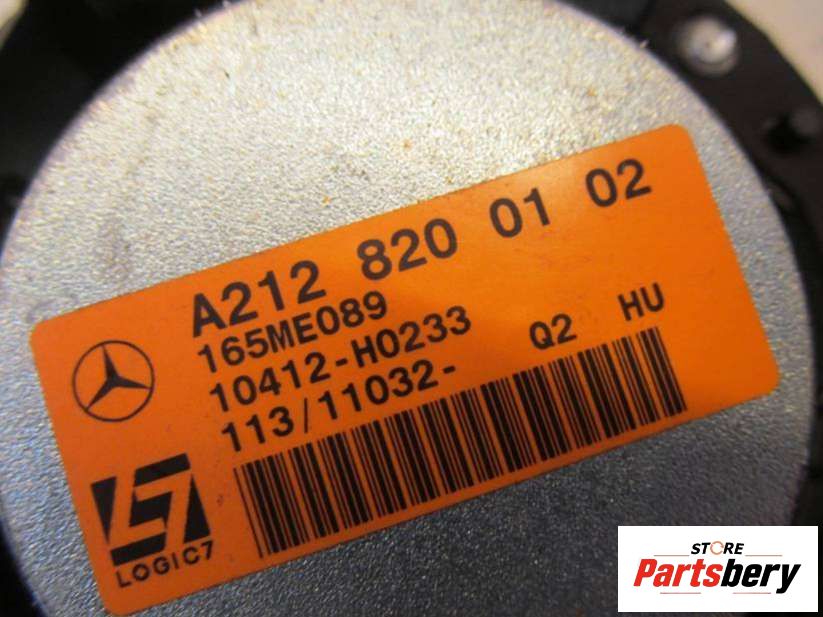 A212 820 01 02
165ME089
10412-H0233 Q2 HU
113/11032-
LOGIC7
STORE
Partsbery